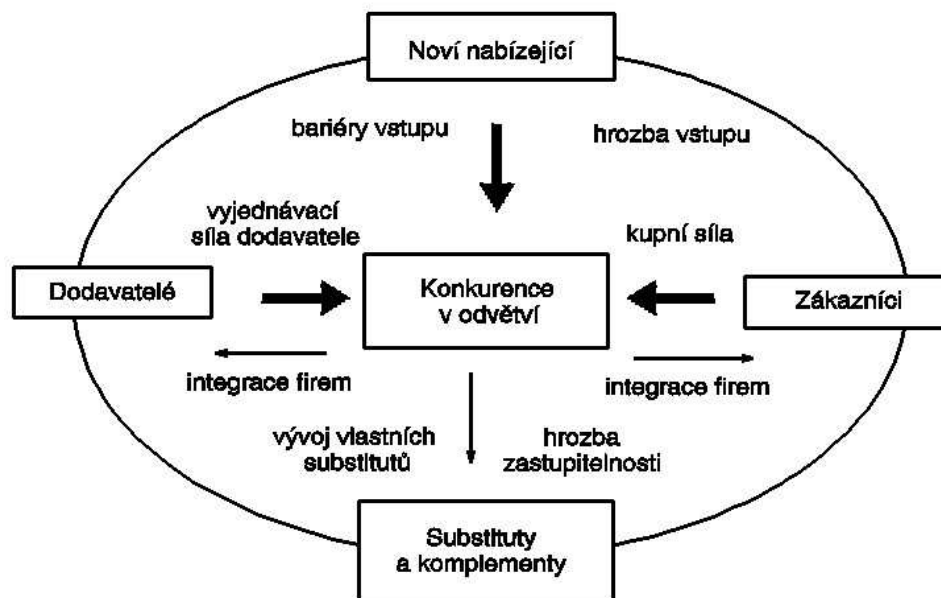 Noví nabízející
bariéry vstupu
hrozba vstupu
vyjednávací
síla dodavatele
kupní síla
Dodavatelé
Konkurence
v odvětví
Zákazníci
integrace firem
integrace firem
vývoj vlastních
substitutů
hrozba
zastupitelnosti
Substituty
a komplementy